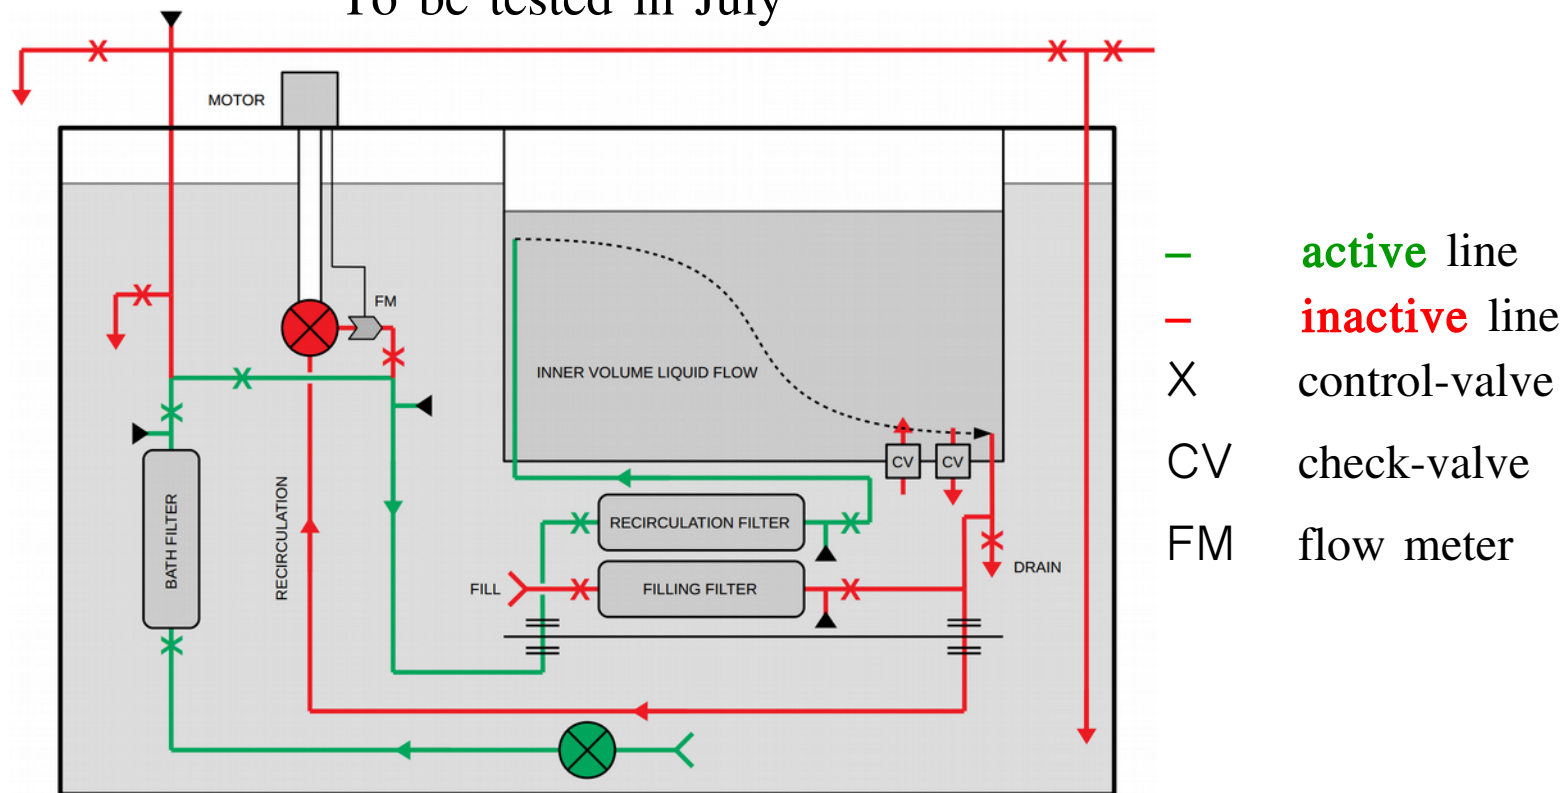 To be tested in July
MOTOR
FM
INNER VOLUME LIQUID FLOW
CV
CV
BATH FILTER
RECIRCULATION
RECIRCULATION FILTER
FILL
FILLING FILTER
DRAIN
– active line
– inactive line
X control-valve
CV check-valve
FM flow meter